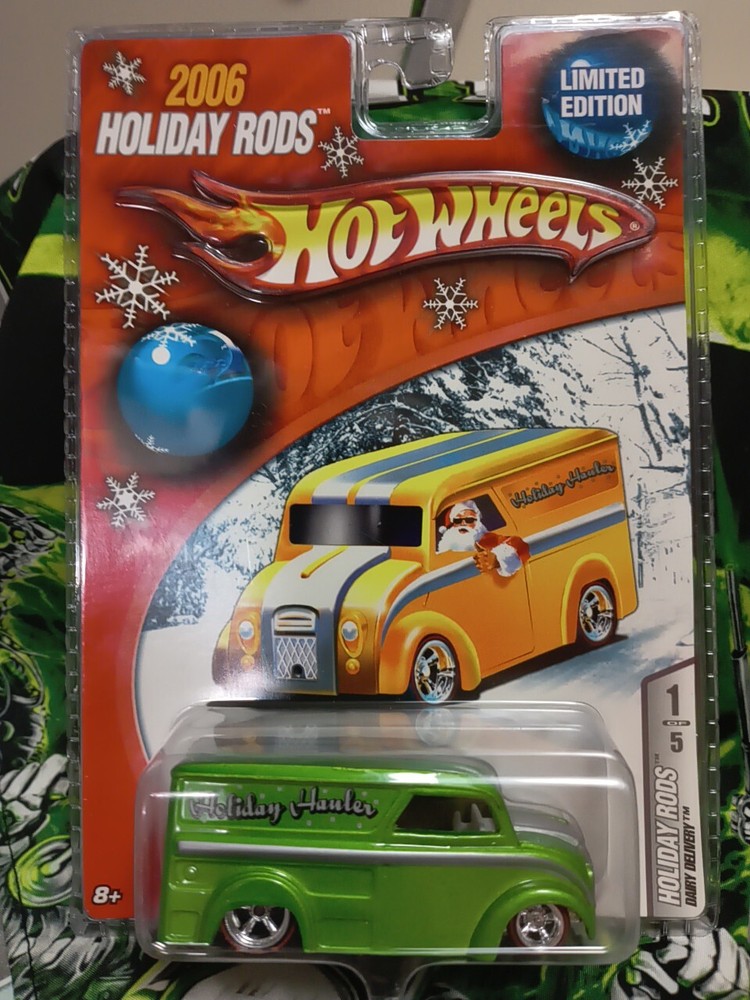 2006
HOLIDAY RODS™
LIMITED
EDITION
HOT WHEELS®
Holiday Hauler
1
OF
5
HOLIDAY RODS™
DAIRY DELIVERY™
Holiday Hauler
8+